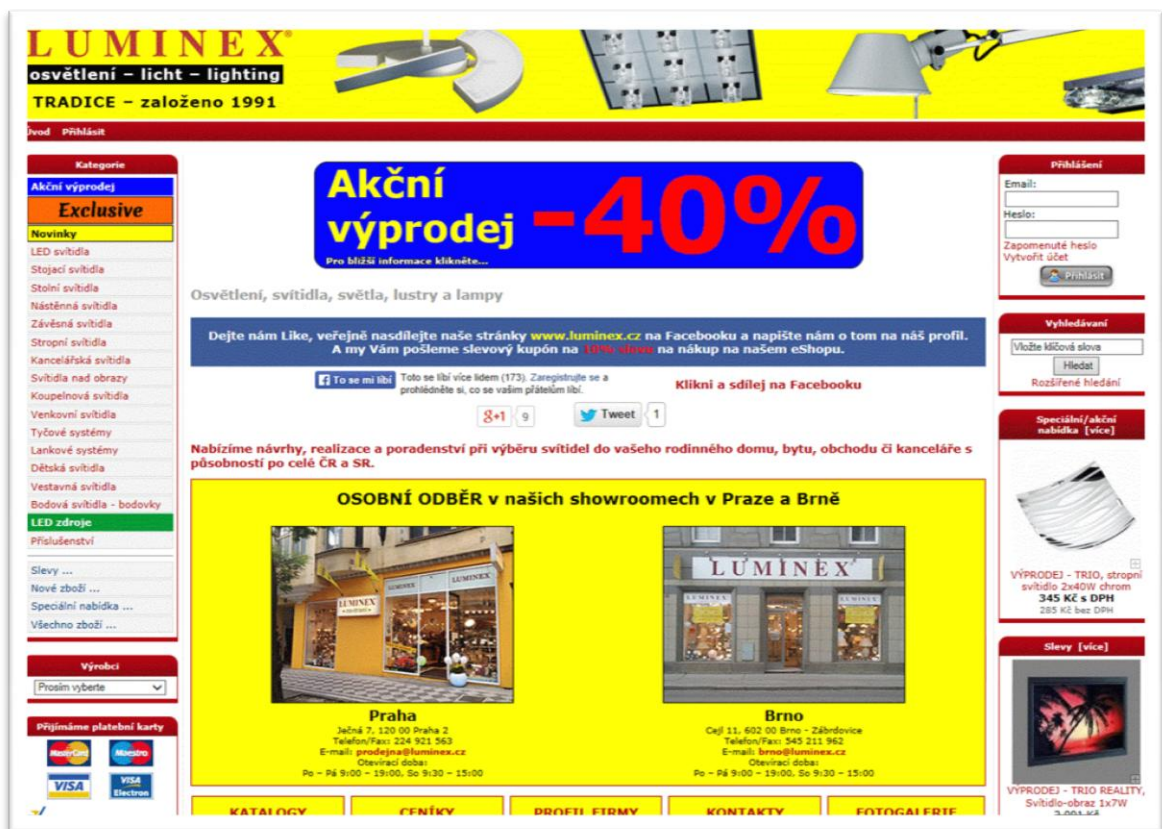 LUMINEX®
osvětlení – licht – lighting
TRADICE – založeno 1991
Úvod Přihlásit
Kategorie
Akční výprodej
Exclusive
Novinky
LED svítidla
Stojací svítidla
Stolní svítidla
Nástěnná svítidla
Závěsná svítidla
Stropní svítidla
Kancelářská svítidla
Svítidla nad obrazy
Koupelnová svítidla
Venkovní svítidla
Tyčové systémy
Lankové systémy
Dětská svítidla
Vestavná svítidla
Bodová svítidla - bodovky
LED zdroje
Příslušenství
Slevy ...
Nové zboží ...
Speciální nabídka ...
Všechno zboží ...
Výrobci
Prosím vyberte
Přijímáme platební karty
MasterCard Maestro
VISA VISA
Electron
Akční
výprodej -40%
Pro bližší informace klikněte...
Osvětlení, svítidla, světla, lustry a lampy
Dejte nám Like, veřejně nasdílejte naše stránky www.luminex.cz na Facebooku a napište nám o tom na náš profil.
A my Vám pošleme slevový kupón na 10% slevu na nákup na našem eShopu.
To se mi líbí Toto se líbí více lidem (173). Zaregistrujte se a
prohlédněte si, co se vašim přátelům líbí.
Klikni a sdílej na Facebooku
g+1 9 Tweet 1
Nabízíme návrhy, realizace a poradenství při výběru svítidel do vašeho rodinného domu, bytu, obchodu či kanceláře s
působností po celé ČR a SR.
OSOBNÍ ODBĚR v našich showroomech v Praze a Brně
LUMINEX LUMINEX
LUMINEX
Praha
Ječná 7, 120 00 Praha 2
Telefon/Fax: 224 921 563
E-mail: prodejna@luminex.cz
Otevírací doba:
Po – Pá 9:00 – 19:00, So 9:30 – 15:00
LUMINEX
LUMINEX LUMINEX
Brno
Cejl 11, 602 00 Brno - Zábrdovice
Telefon/Fax: 545 211 962
E-mail: brno@luminex.cz
Otevírací doba:
Po – Pá 9:00 – 19:00, So 9:30 – 15:00
KATALOGY CENÍKY PROFIL FIRMY KONTAKTY FOTOGALERIE
Přihlášení
Email:
Heslo:
Zapomenuté heslo
Vytvořit účet
Přihlásit
Vyhledávaní
Vložte klíčová slova
Hledat
Rozšířené hledání
Speciální/akční
nabídka [více]
VÝPRODEJ - TRIO, stropní
svítidlo 2x40W chrom
345 Kč s DPH
285 Kč bez DPH
Slevy [více]
VÝPRODEJ - TRIO REALITY,
Svítidlo-obraz 1x7W
2 001 Kč